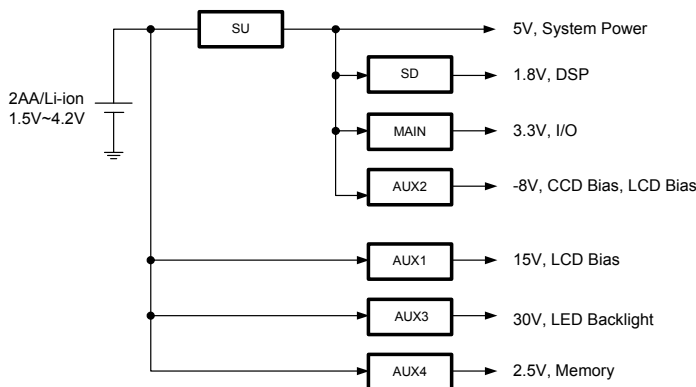 SU
5V, System Power
SD
1.8V, DSP
2AA/Li-ion
1.5V~4.2V
MAIN
3.3V, I/O
AUX2
-8V, CCD Bias, LCD Bias
AUX1
15V, LCD Bias
AUX3
30V, LED Backlight
AUX4
2.5V, Memory